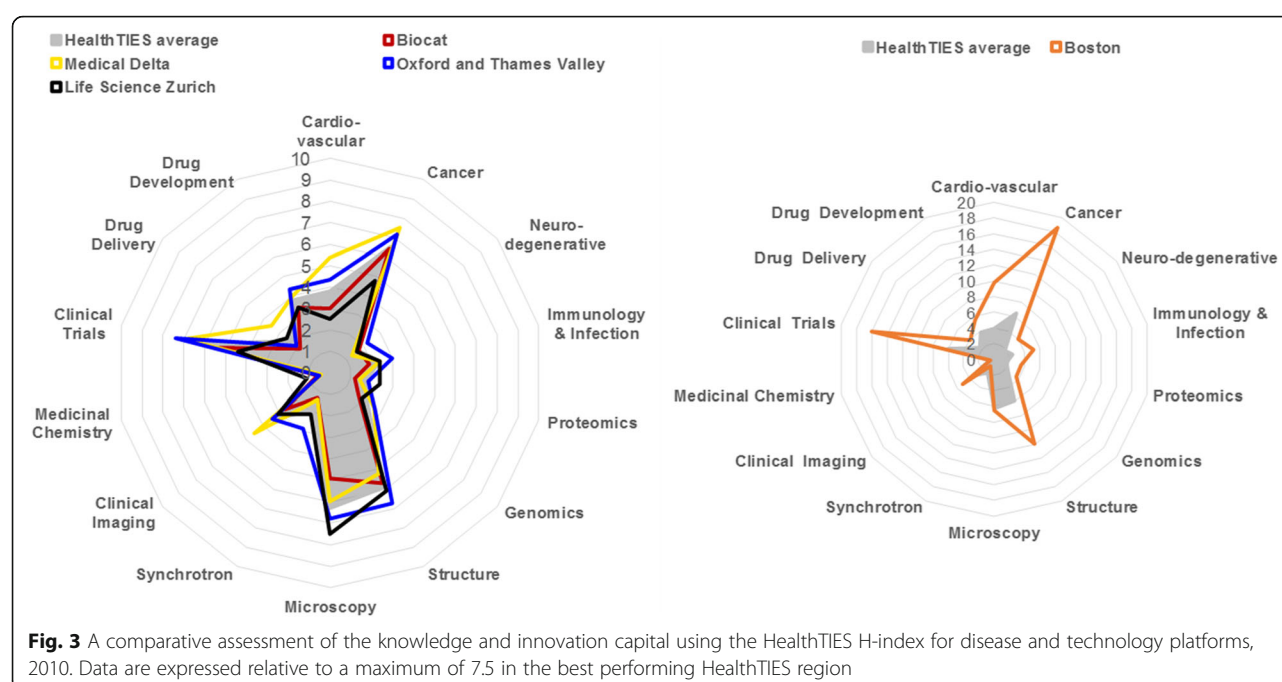 HealthTIES average
Biocat
Medical Delta
Oxford and Thames Valley
Life Science Zurich
Cardio-
vascular
Cancer
Neuro-
degenerative
Immunology
& Infection
Proteomics
Genomics
Structure
Microscopy
Synchrotron
Clinical
Imaging
Medicinal
Chemistry
Clinical
Trials
Drug
Delivery
Drug
Development
10
9
8
7
6
5
4
3
2
1
0
HealthTIES average
Boston
Cardio-vascular
Cancer
Neuro-degenerative
Immunology &
Infection
Proteomics
Genomics
Structure
Microscopy
Synchrotron
Clinical Imaging
Medicinal Chemistry
Clinical Trials
Drug Delivery
Drug Development
20
18
16
14
12
10
8
6
4
2
0
Fig. 3 A comparative assessment of the knowledge and innovation capital using the HealthTIES H-index for disease and technology platforms,
2010. Data are expressed relative to a maximum of 7.5 in the best performing HealthTIES region